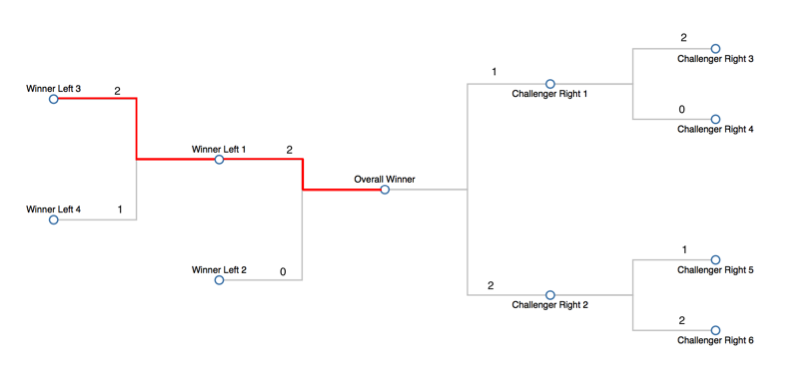 2
Challenger Right 3
1
Winner Left 3
2
Challenger Right 1
0
Challenger Right 4
Winner Left 1
2
Overall Winner
Winner Left 4
1
1
Challenger Right 5
Winner Left 2
0
2
Challenger Right 2
2
Challenger Right 6